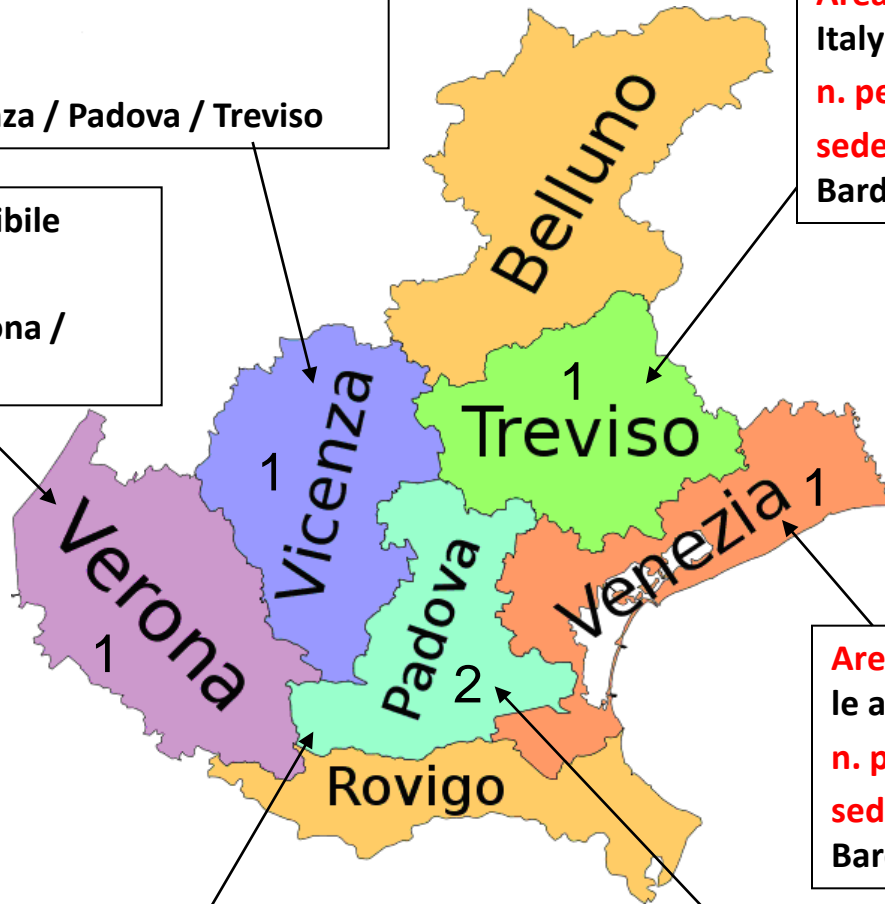 / Padova / Treviso
Area
Italy
n. pe
sede
Bard
ibile
ona /
Belluno
1
Treviso
Vicenza
1
Venezia 1
Verona
1
Padova
2
Rovigo
Are
le a
n. p
sed
Bar